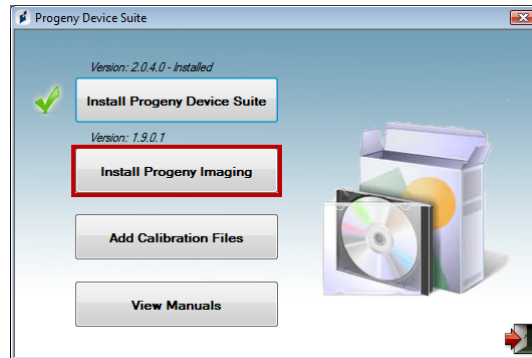 Progeny Device Suite
Version: 2.0.4.0 - Installed
Install Progeny Device Suite
Version: 1.9.0.1
Install Progeny Imaging
Add Calibration Files
View Manuals